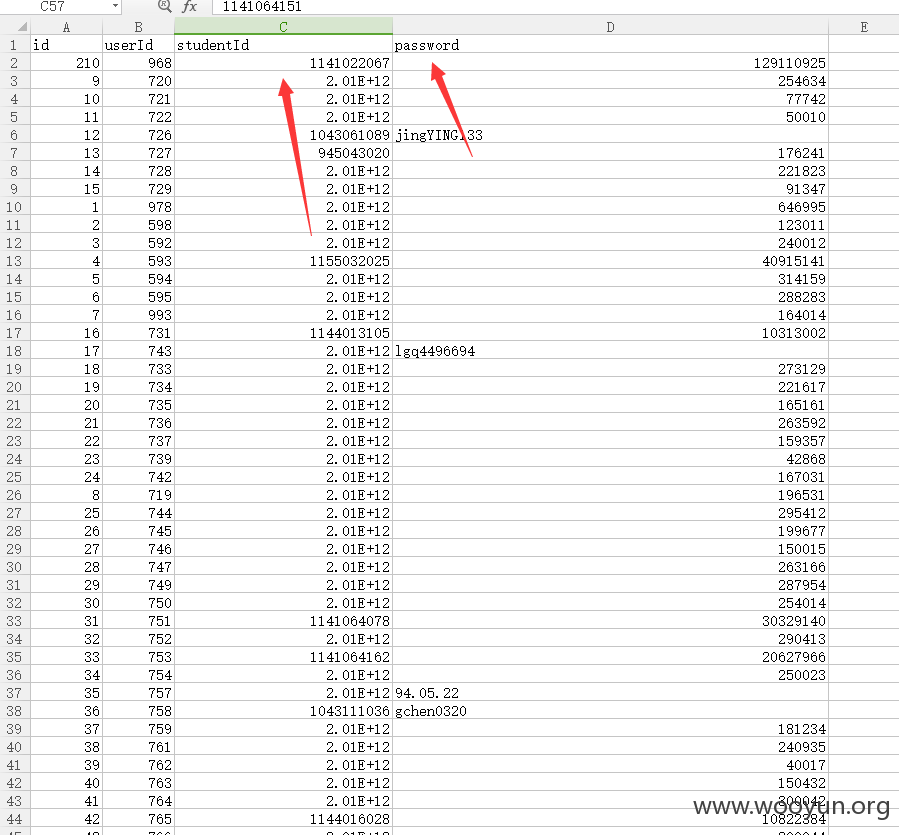 C57 fx 1141064151
A B C D E
1 id userId studentId password
2 210 968 1141022067 129110925
3 9 720 2.01E+12 254634
4 10 721 2.01E+12 77742
5 11 722 2.01E+12 50010
6 12 726 1043061089
7 13 727 945043020 176241
8 14 728 2.01E+12 221823
9 15 729 2.01E+12 91347
10 1 978 2.01E+12 646995
11 2 598 2.01E+12 123011
12 3 592 2.01E+12 240012
13 4 593 1155032025 40915141
14 5 594 2.01E+12 314159
15 6 595 2.01E+12 288283
16 7 993 2.01E+12 164014
17 16 731 1144013105 10313002
18 17 743 2.01E+12 lgq4496694
19 18 733 2.01E+12 273129
20 19 734 2.01E+12 221617
21 20 735 2.01E+12 165161
22 21 736 2.01E+12 263592
23 22 737 2.01E+12 159357
24 23 739 2.01E+12 42868
25 24 742 2.01E+12 167031
26 8 719 2.01E+12 196531
27 25 744 2.01E+12 295412
28 26 745 2.01E+12 199677
29 27 746 2.01E+12 150015
30 28 747 2.01E+12 263166
31 29 749 2.01E+12 287954
32 30 750 2.01E+12 254014
33 31 751 1141064078 30329140
34 32 752 2.01E+12 290413
35 33 753 1141064162 20627966
36 34 754 2.01E+12 250023
37 35 757 2.01E+12 94.05.22
38 36 758 1043111036 gchen0320
39 37 759 2.01E+12 181234
40 38 761 2.01E+12 240935
41 39 762 2.01E+12 40017
42 40 763 2.01E+12 150432
43 41 764 2.01E+12 300042
www.wooyun.org
44 42 765 1144016028 10822384